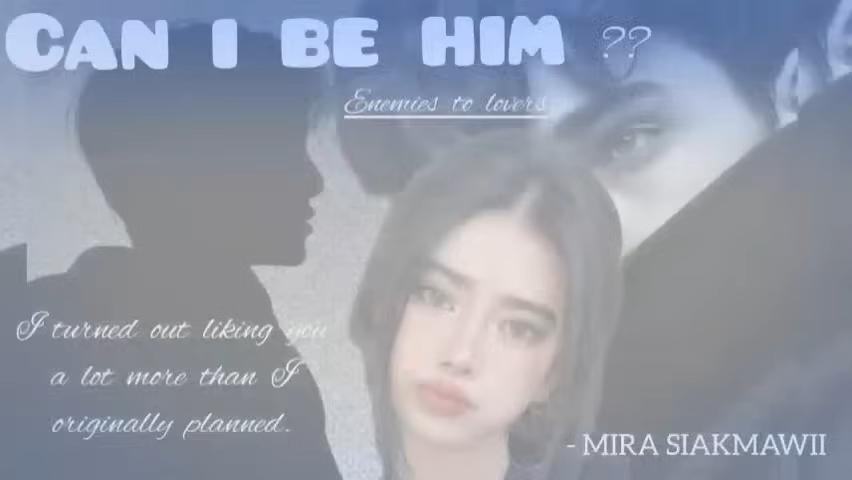 CAN I BE HIM ??
Enemies to lovers
I turned out liking you
a lot more than I
originally planned.
- MIRA SIAKMAWII